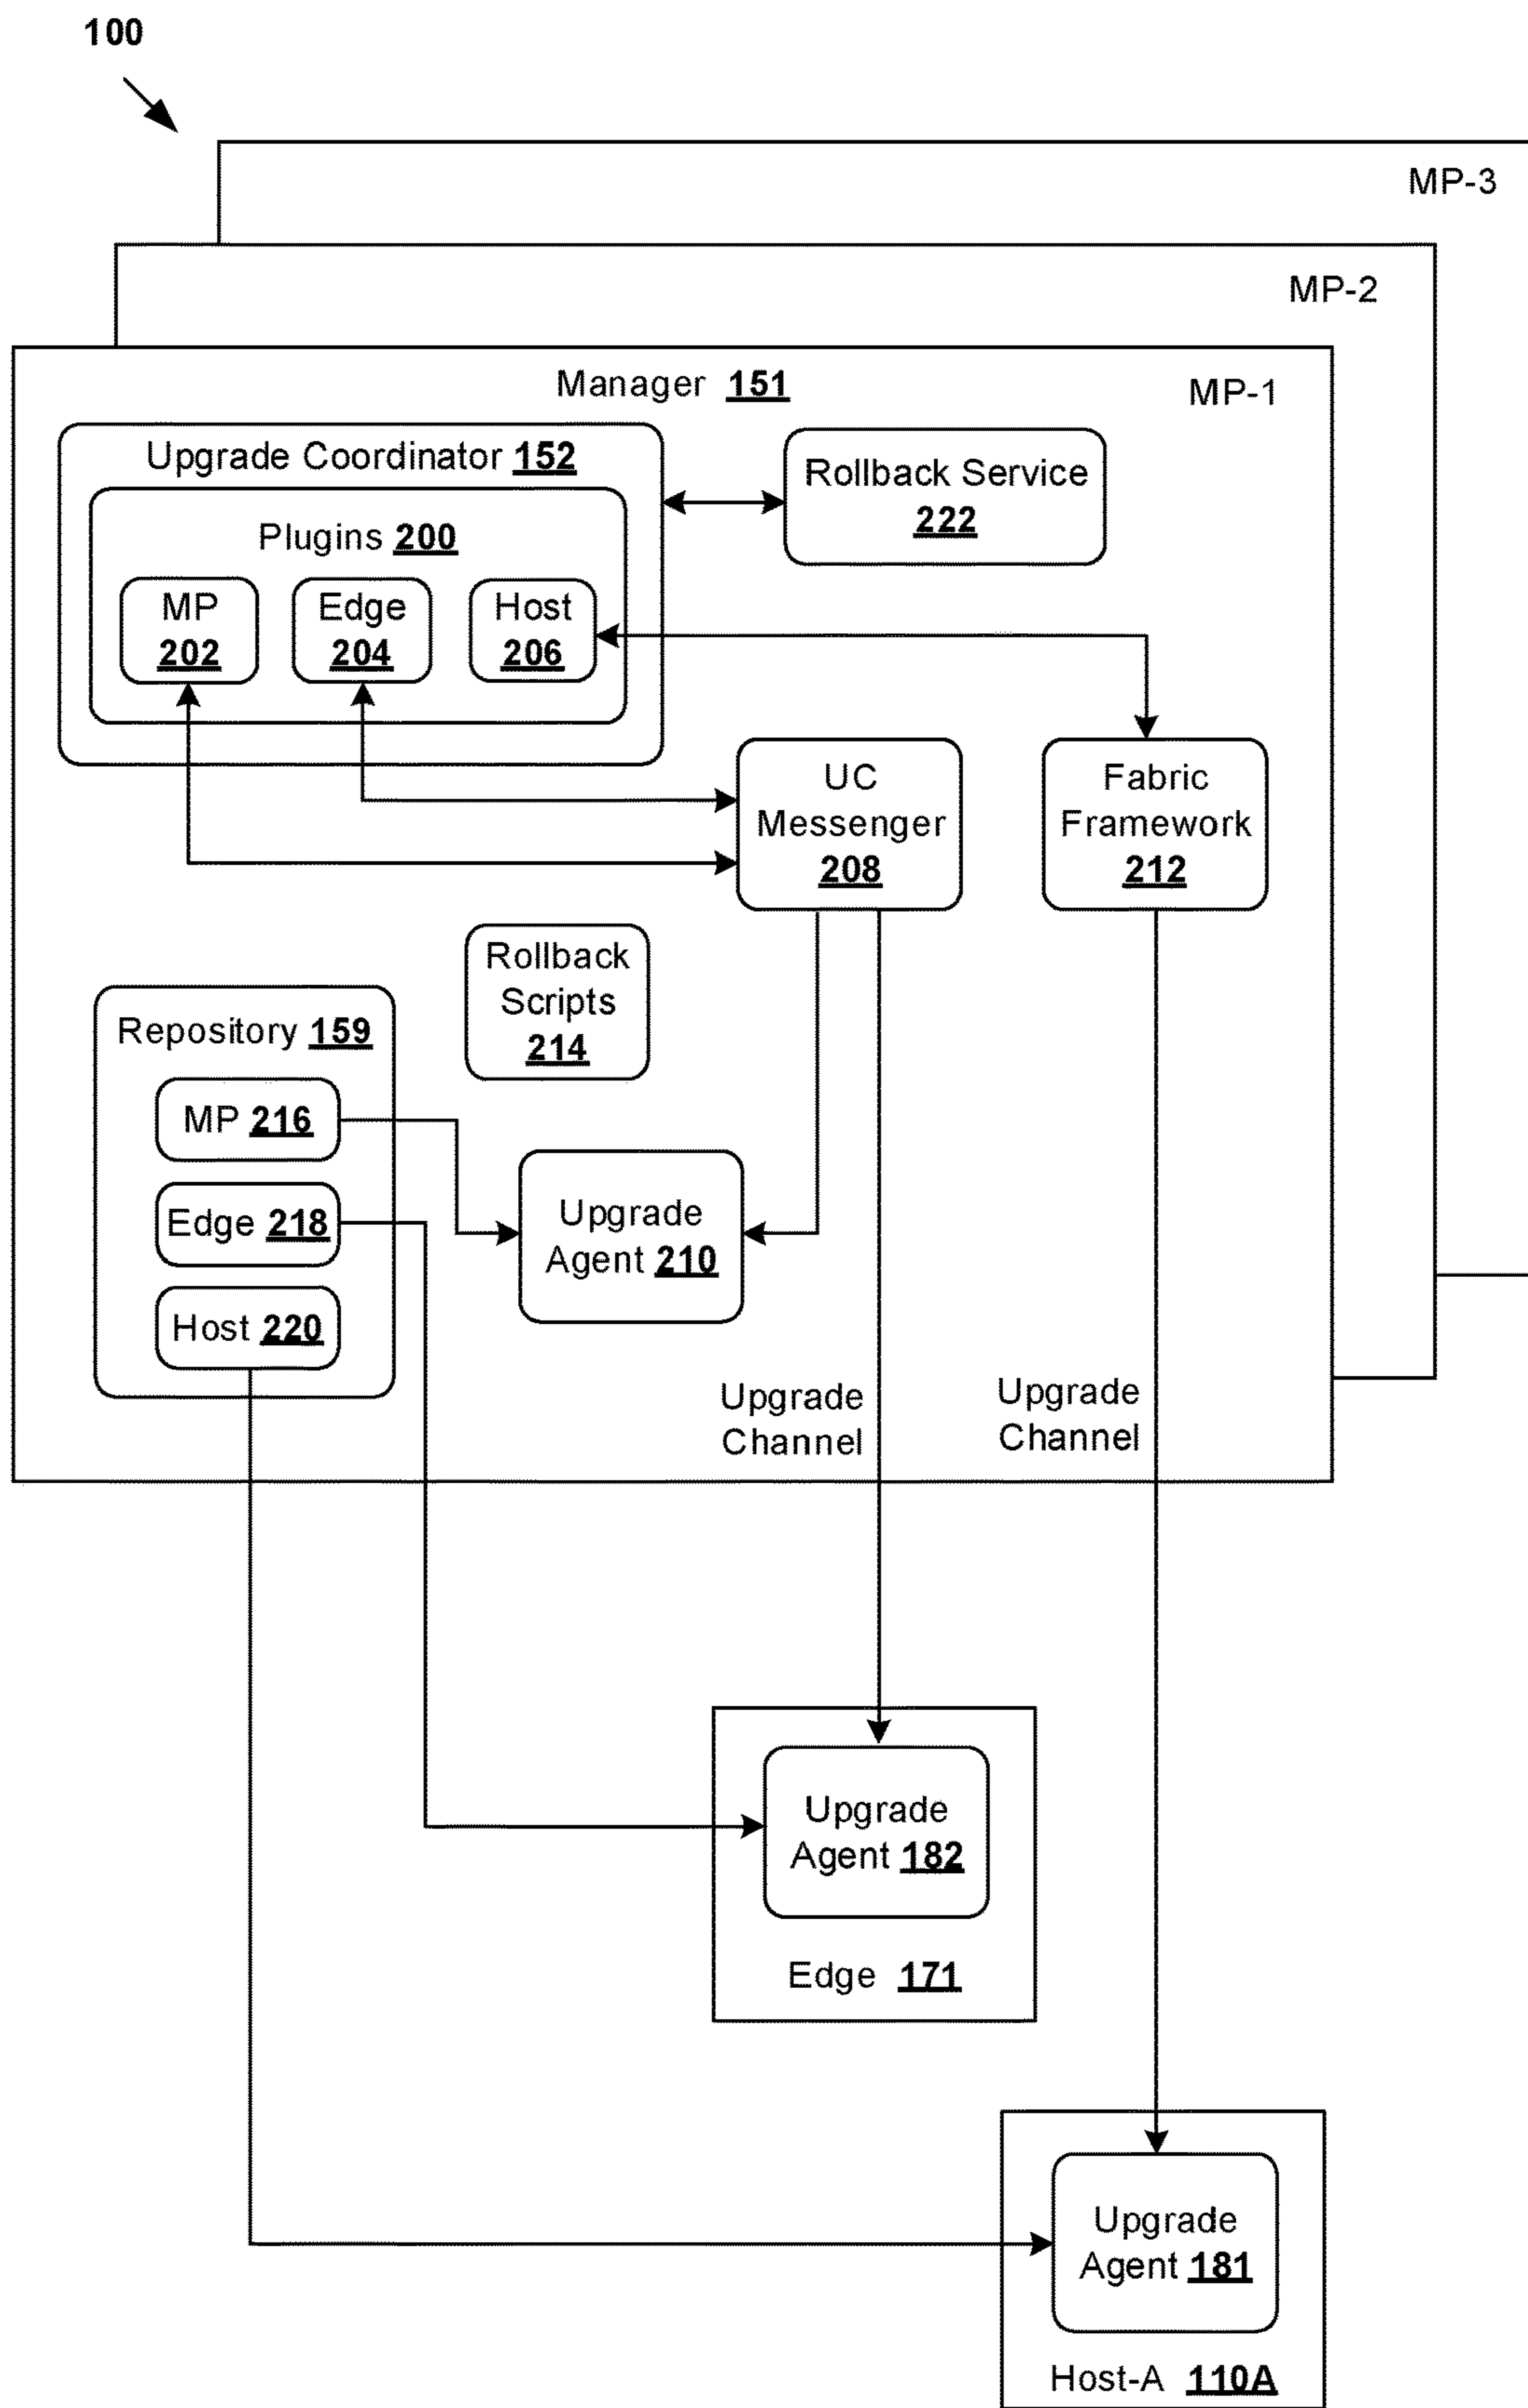 100
MP-3
MP-2
Manager 151
MP-1
Upgrade Coordinator 152
Rollback Service
222
Plugins 200
MP
202
Edge
204
Host
206
UC
Messenger
208
Fabric
Framework
212
Rollback
Scripts
214
Repository 159
MP 216
Edge 218
Host 220
Upgrade
Agent 210
Upgrade
Channel
Upgrade
Channel
Upgrade
Agent 182
Edge 171
Upgrade
Agent 181
Host-A 110A